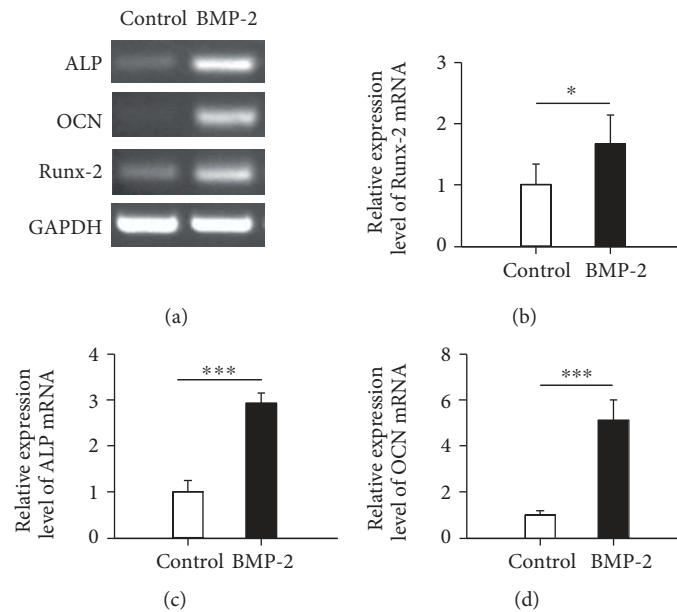 Control BMP-2
ALP
OCN
Runx-2
GAPDH
(a)
Relative expression
level of Runx-2 mRNA
3
2
1
0
*
Control BMP-2
(b)
Relative expression
level of ALP mRNA
4
3
2
1
0
***
Control BMP-2
(c)
Relative expression
level of OCN mRNA
8
6
4
2
0
***
Control BMP-2
(d)